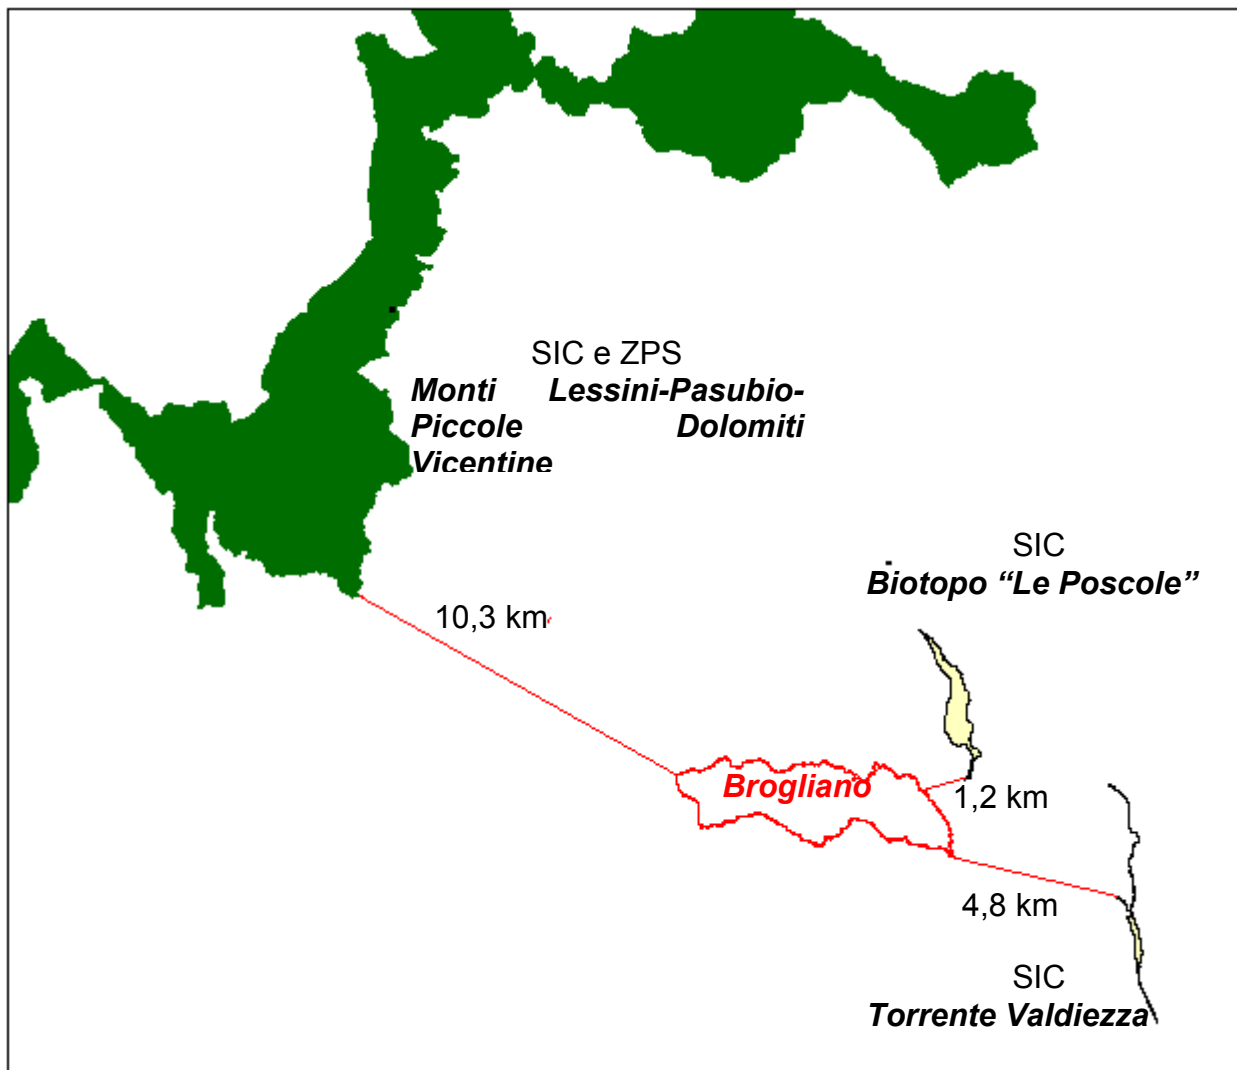 SIC e ZPS
Monti Lessini-Pasubio-
Piccole Dolomiti
Vicentine
SIC
Biotopo “Le Poscole”
10,3 km
Brogliano
1,2 km
4,8 km
SIC
Torrente Valdiezza